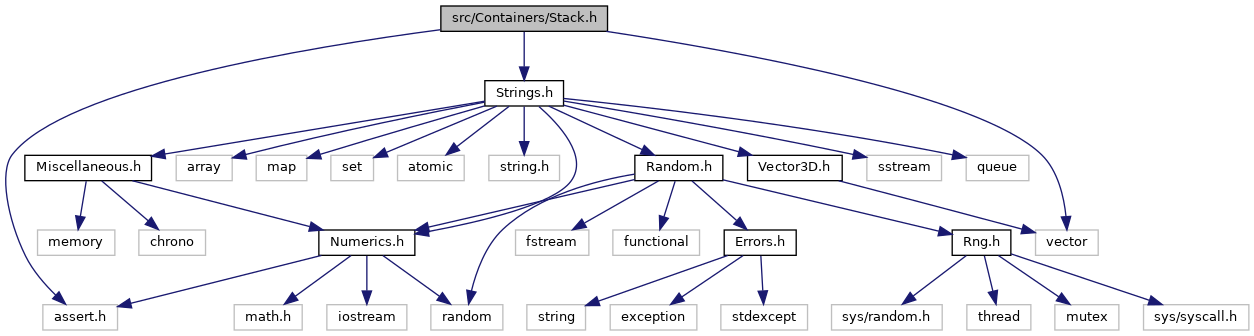 src/Containers/Stack.h
Strings.h
Miscellaneous.h
array
map
set
atomic
string.h
Random.h
Vector3D.h
sstream
queue
memory
chrono
Numerics.h
fstream
functional
Errors.h
Rng.h
vector
assert.h
math.h
iostream
random
string
exception
stdexcept
sys/random.h
thread
mutex
sys/syscall.h